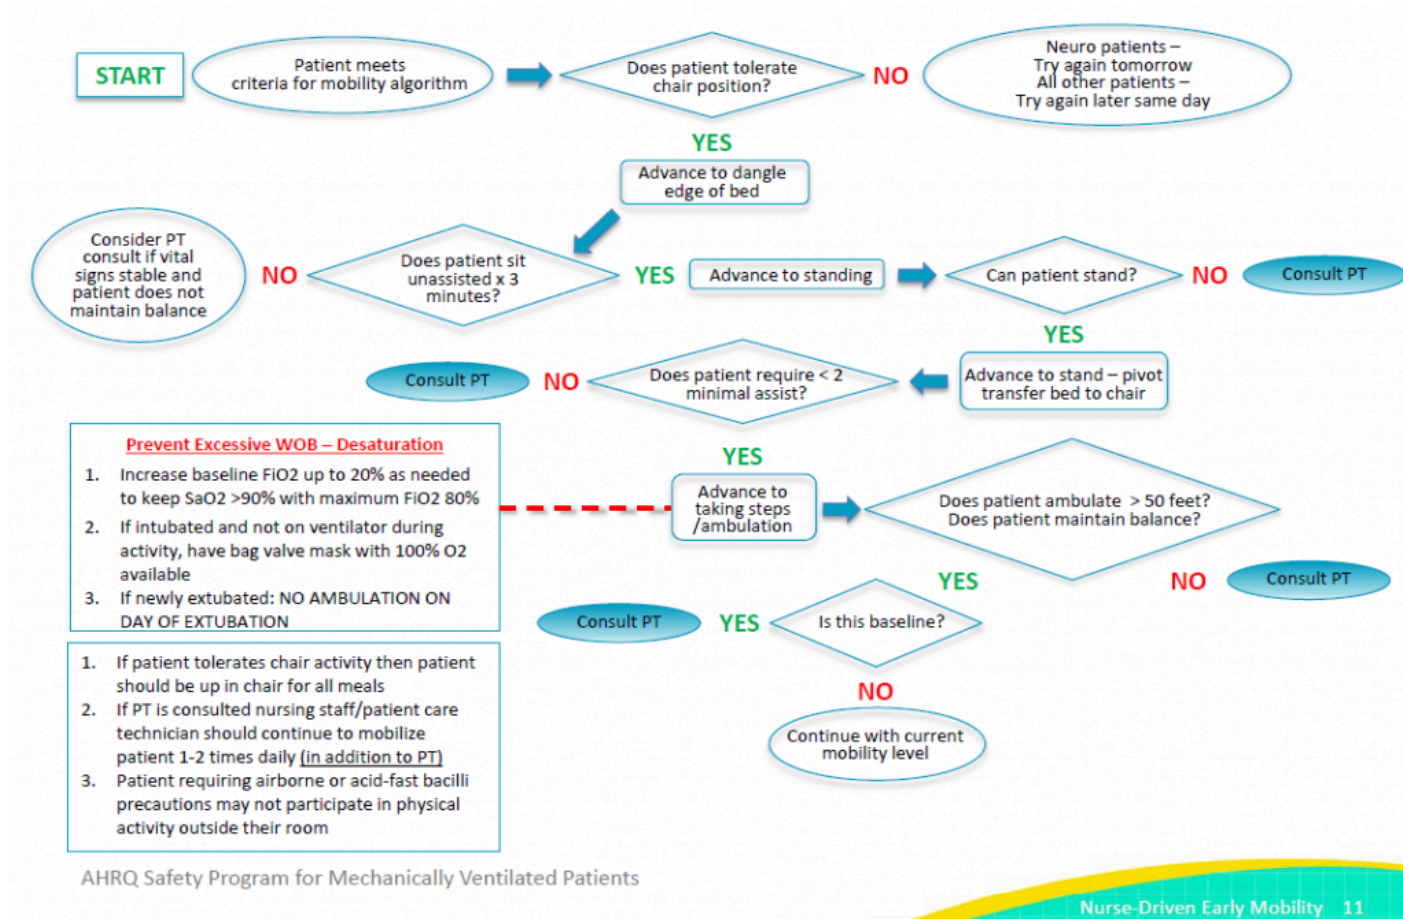 START
Patient meets
criteria for mobility algorithm
Does patient tolerate
chair position?
NO
Neuro patients –
Try again tomorrow
All other patients –
Try again later same day
YES
Advance to dangle
edge of bed
Consider PT
consult if vital
signs stable and
patient does not
maintain balance
NO
Does patient sit
unassisted x 3
minutes?
YES
Advance to standing
Can patient stand?
NO
Consult PT
YES
Consult PT
NO
Does patient require < 2
minimal assist?
Advance to stand – pivot
transfer bed to chair
Prevent Excessive WOB – Desaturation
1. Increase baseline FiO2 up to 20% as needed
to keep SaO2 >90% with maximum FiO2 80%
2. If intubated and not on ventilator during
activity, have bag valve mask with 100% O2
available
3. If newly extubated: NO AMBULATION ON
DAY OF EXTUBATION
YES
Advance to
taking steps
/ambulation
Does patient ambulate > 50 feet?
Does patient maintain balance?
YES
NO
Consult PT
Consult PT
YES
Is this baseline?
NO
Continue with current
mobility level
1. If patient tolerates chair activity then patient
should be up in chair for all meals
2. If PT is consulted nursing staff/patient care
technician should continue to mobilize
patient 1-2 times daily (in addition to PT)
3. Patient requiring airborne or acid-fast bacilli
precautions may not participate in physical
activity outside their room
AHRQ Safety Program for Mechanically Ventilated Patients
Nurse-Driven Early Mobility 11